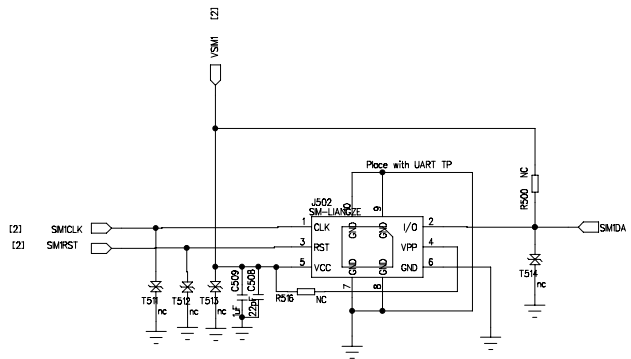 [2]
VSIM1
Place with UART TP
R500 NC
J502
SIM-LIANGZE
10
9
1
CLK
I/O
2
GND
GND
[2]
SIM1CLK
SIM1DA
[2]
SIM1RST
3
RST
VPP
4
5
VCC
GND
GND
GND
6
T511
nc
T512
nc
T513
nc
C509
1uF
C508
22pF
R516
NC
7
8
T514
nc